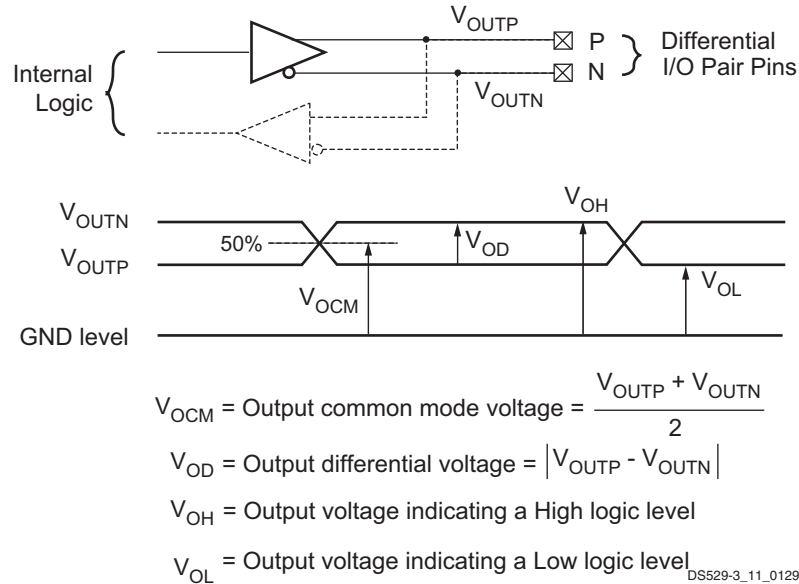 V_OUTP
P
N
Differential
I/O Pair Pins
Internal
Logic
V_OUTN
V_OUTN
V_OH
50%
V_OD
V_OUTP
V_OL
V_OCM
GND level
V_OCM = Output common mode voltage = (V_OUTP + V_OUTN) / 2
V_OD = Output differential voltage = |V_OUTP - V_OUTN|
V_OH = Output voltage indicating a High logic level
V_OL = Output voltage indicating a Low logic level
DS529-3_11_0129